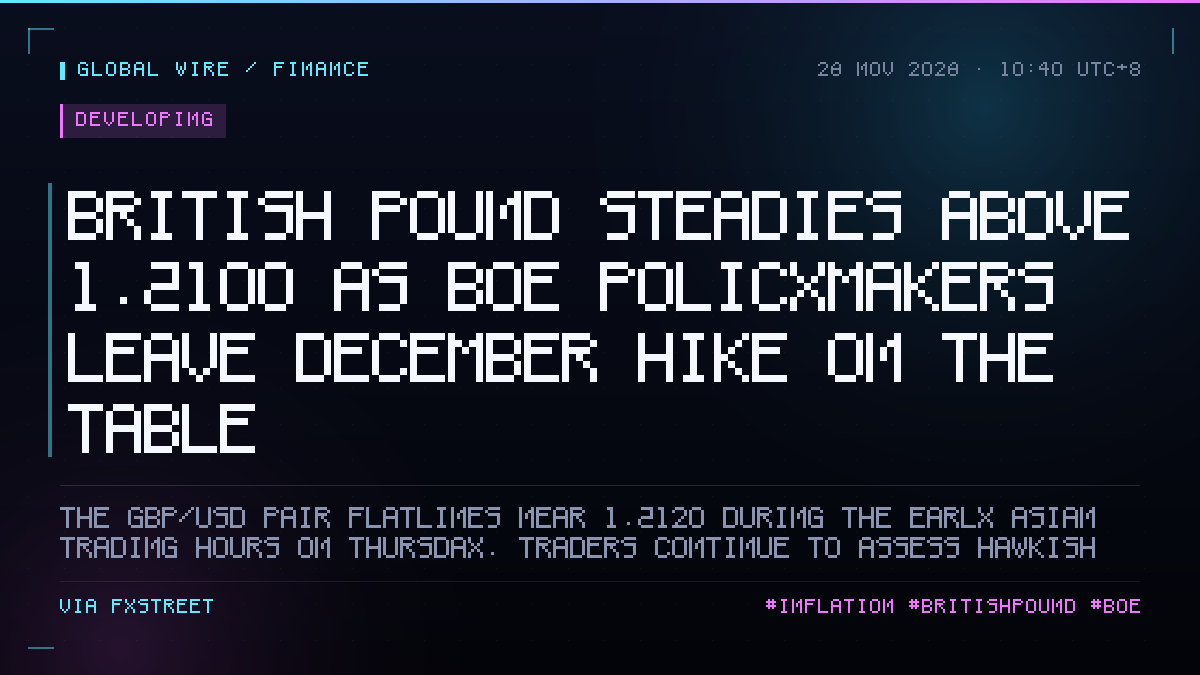 GLOBAL WIRE / FINANCE
NOV · 10:40 UTC+8
DEVELOPING
BRITISH POUND STEADIES ABOVE
1.2100 AS BOE POLICYMAKERS
LEAVE DECEMBER HIKE ON THE
TABLE
THE GBP/USD PAIR FLATLINES NEAR 1.2120 DURING THE EARLY ASIAN
TRADING HOURS ON THURSDAY. TRADERS CONTINUE TO ASSESS HAWKISH
VIA FXSTREET
#INFLATION #BRITISHPOUND #BOE